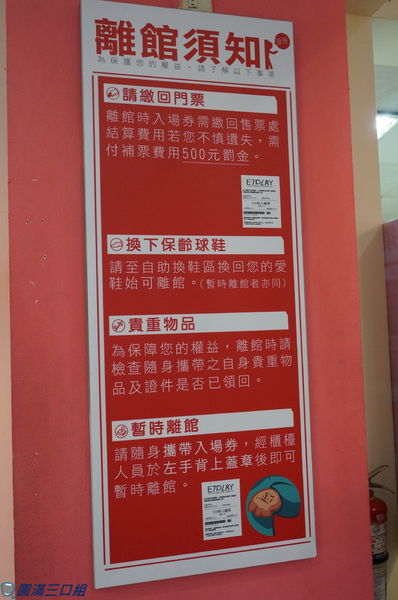 離館須知
為保護您的權益，請了解以下事項
請繳回門票
離館時入場券需繳回售票處
結算費用若您不慎遺失，需
付補票費用500元罰金。
E7PLAY
換下保齡球鞋
請至自助換鞋區換回您的愛
鞋始可離館。(暫時離館者亦同)
貴重物品
為保障您的權益，離館時請
檢查隨身攜帶之自身貴重物
品及證件是否已領回。
暫時離館
請隨身攜帶入場券，經櫃檯
人員於左手背上蓋章後即可
暫時離館。
E7PLAY
E7
圓滿三口組